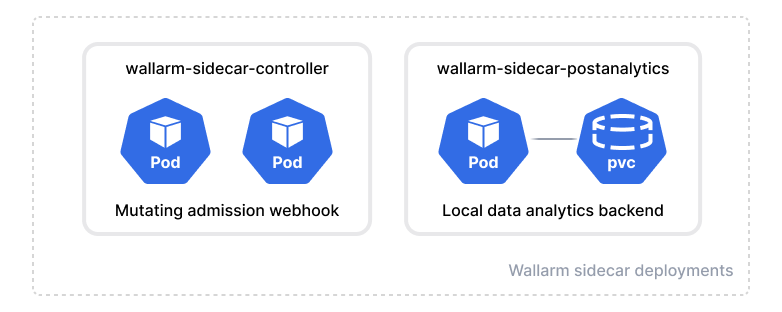 wallarm-sidecar-controller
Pod
Pod
Mutating admission webhook
wallarm-sidecar-postanalytics
Pod
pvc
Local data analytics backend
Wallarm sidecar deployments